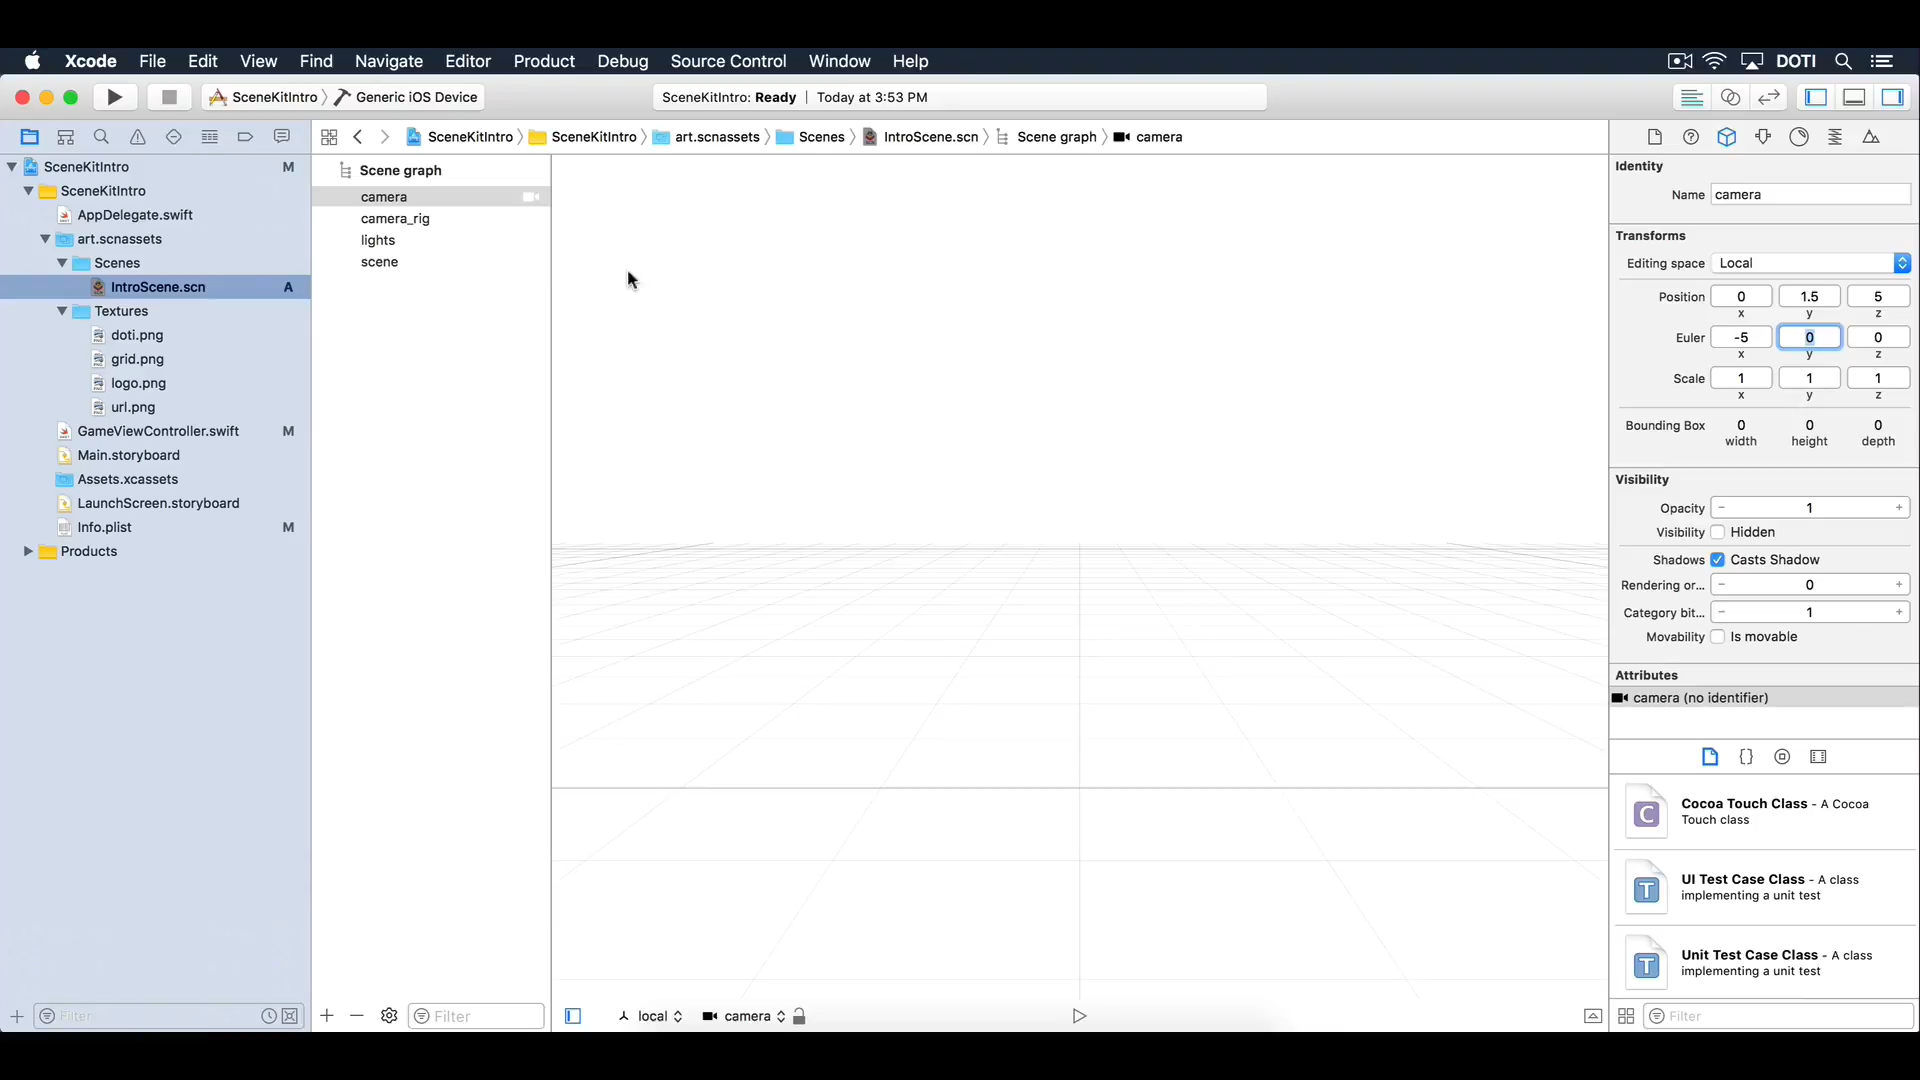 Xcode File Edit View Find Navigate Editor Product Debug Source Control Window Help DOTI
SceneKitIntro Generic iOS Device SceneKitIntro: Ready | Today at 3:53 PM
SceneKitIntro SceneKitIntro art.scnassets Scenes IntroScene.scn Scene graph camera
SceneKitIntro M
SceneKitIntro
AppDelegate.swift
art.scnassets
Scenes
IntroScene.scn A
Textures
doti.png
grid.png
logo.png
url.png
GameViewController.swift M
Main.storyboard
Assets.xcassets
LaunchScreen.storyboard
Info.plist M
Products
Filter
Scene graph
camera
camera_rig
lights
scene
Filter
local camera
Identity
Name camera
Transforms
Editing space Local
Position 0 1.5 5
x y z
Euler -5 0 0
x y z
Scale 1 1 1
x y z
Bounding Box 0 0 0
width height depth
Visibility
Opacity − 1 +
Visibility Hidden
Shadows Casts Shadow
Rendering or... − 0 +
Category bit... − 1 +
Movability Is movable
Attributes
camera (no identifier)
{}
C Cocoa Touch Class - A Cocoa
Touch class
T UI Test Case Class - A class
implementing a unit test
T Unit Test Case Class - A class
implementing a unit test
Filter